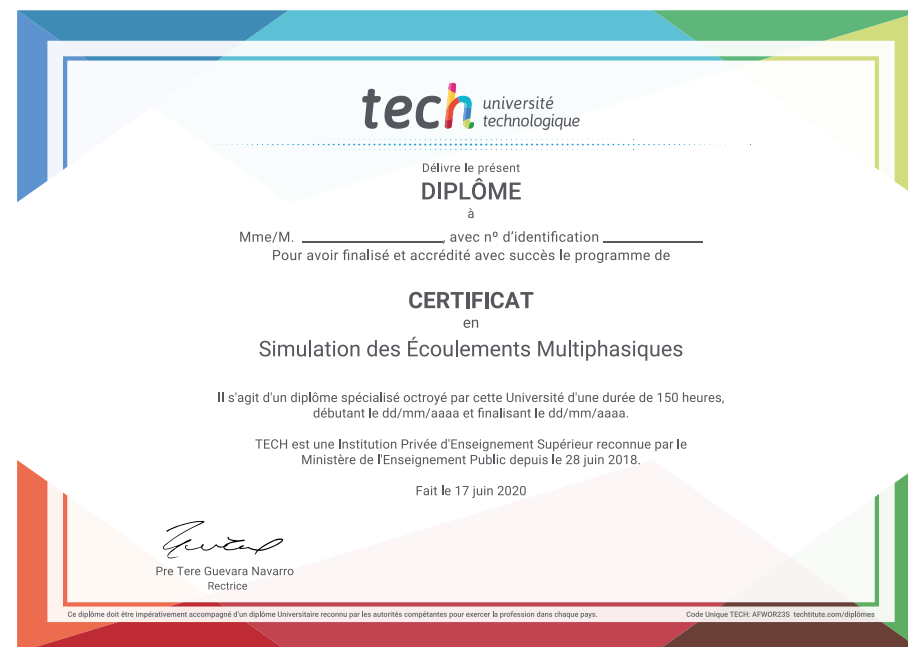 tech université
technologique
Délivre le présent
DIPLÔME
à
Mme/M. ____________________, avec nº d'identification ______________
Pour avoir finalisé et accrédité avec succès le programme de
CERTIFICAT
en
Simulation des Écoulements Multiphasiques
Il s'agit d'un diplôme spécialisé octroyé par cette Université d'une durée de 150 heures,
débutant le dd/mm/aaaa et finalisant le dd/mm/aaaa.
TECH est une Institution Privée d'Enseignement Supérieur reconnue par le
Ministère de l'Enseignement Public depuis le 28 juin 2018.
Fait le 17 juin 2020
Pre Tere Guevara Navarro
Rectrice
Ce diplôme doit être impérativement accompagné d'un diplôme Universitaire reconnu par les autorités compétentes pour exercer la profession dans chaque pays.
Code Unique TECH: AFWOR23S techtitute.com/diplômes